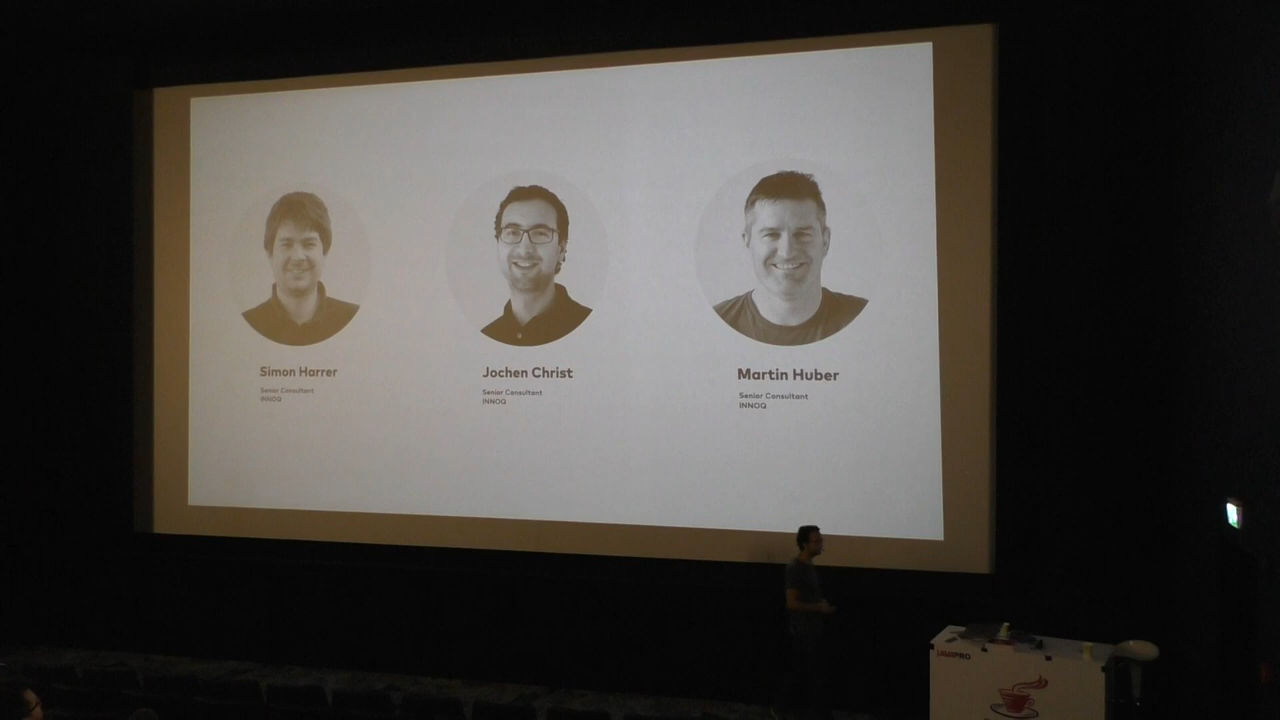 Simon Harrer
Senior Consultant
INNOQ
Jochen Christ
Senior Consultant
INNOQ
Martin Huber
Senior Consultant
INNOQ